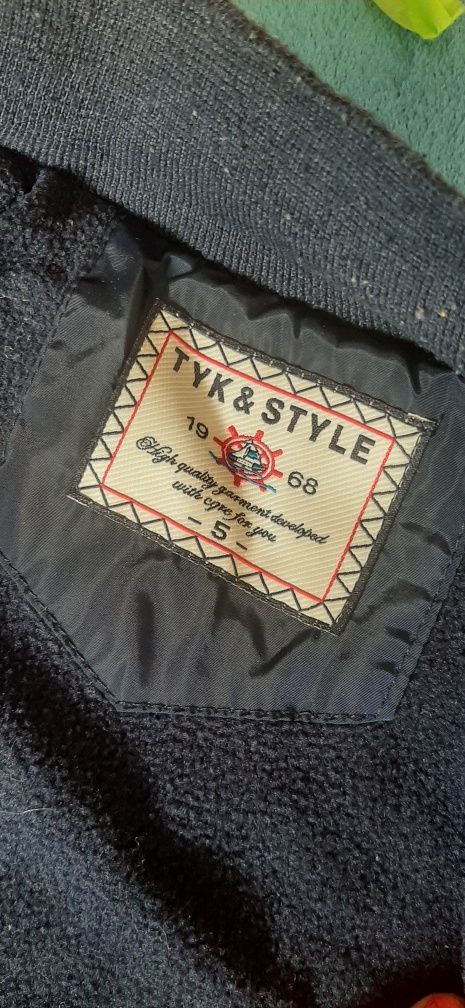 TYK & STYLE
19 68
High quality garment developed
with care for you
- 5 -